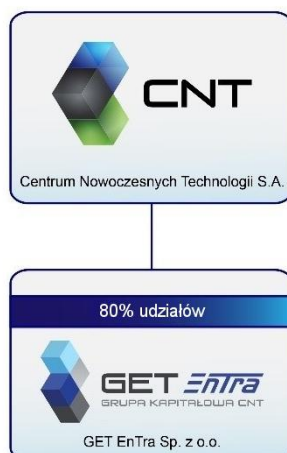 CNT
Centrum Nowoczesnych Technologii S.A.
80% udziałów
GET EnTra
GRUPA KAPITAŁOWA CNT
GET EnTra Sp. z o.o.